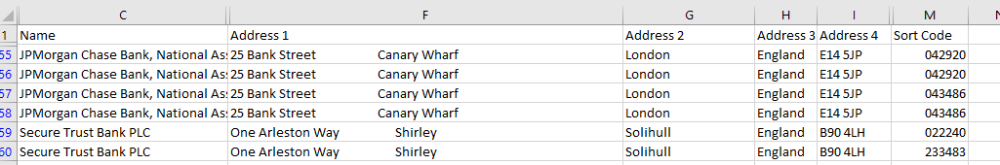 C F G H I M
1 Name Address 1 Address 2 Address 3 Address 4 Sort Code
55 JPMorgan Chase Bank, National Ass 25 Bank Street Canary Wharf London England E14 5JP 042920
56 JPMorgan Chase Bank, National Ass 25 Bank Street Canary Wharf London England E14 5JP 042920
57 JPMorgan Chase Bank, National Ass 25 Bank Street Canary Wharf London England E14 5JP 043486
58 JPMorgan Chase Bank, National Ass 25 Bank Street Canary Wharf London England E14 5JP 043486
59 Secure Trust Bank PLC One Arleston Way Shirley Solihull England B90 4LH 022240
60 Secure Trust Bank PLC One Arleston Way Shirley Solihull England B90 4LH 233483